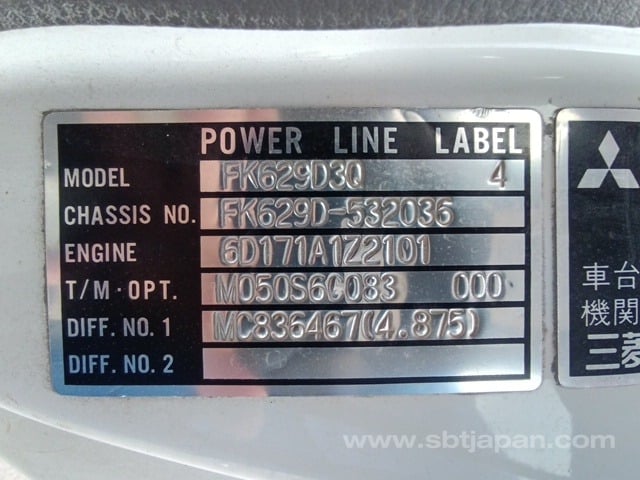 POWER LINE LABEL
MODEL FK629D3Q 4
CHASSIS NO. FK629D-532036
ENGINE 6D171A1Z2101
T/M·OPT. M050S6G083 000
DIFF. NO. 1 MC836467(4.875)
DIFF. NO. 2
車台
機関
三菱
www.sbtjapan.com